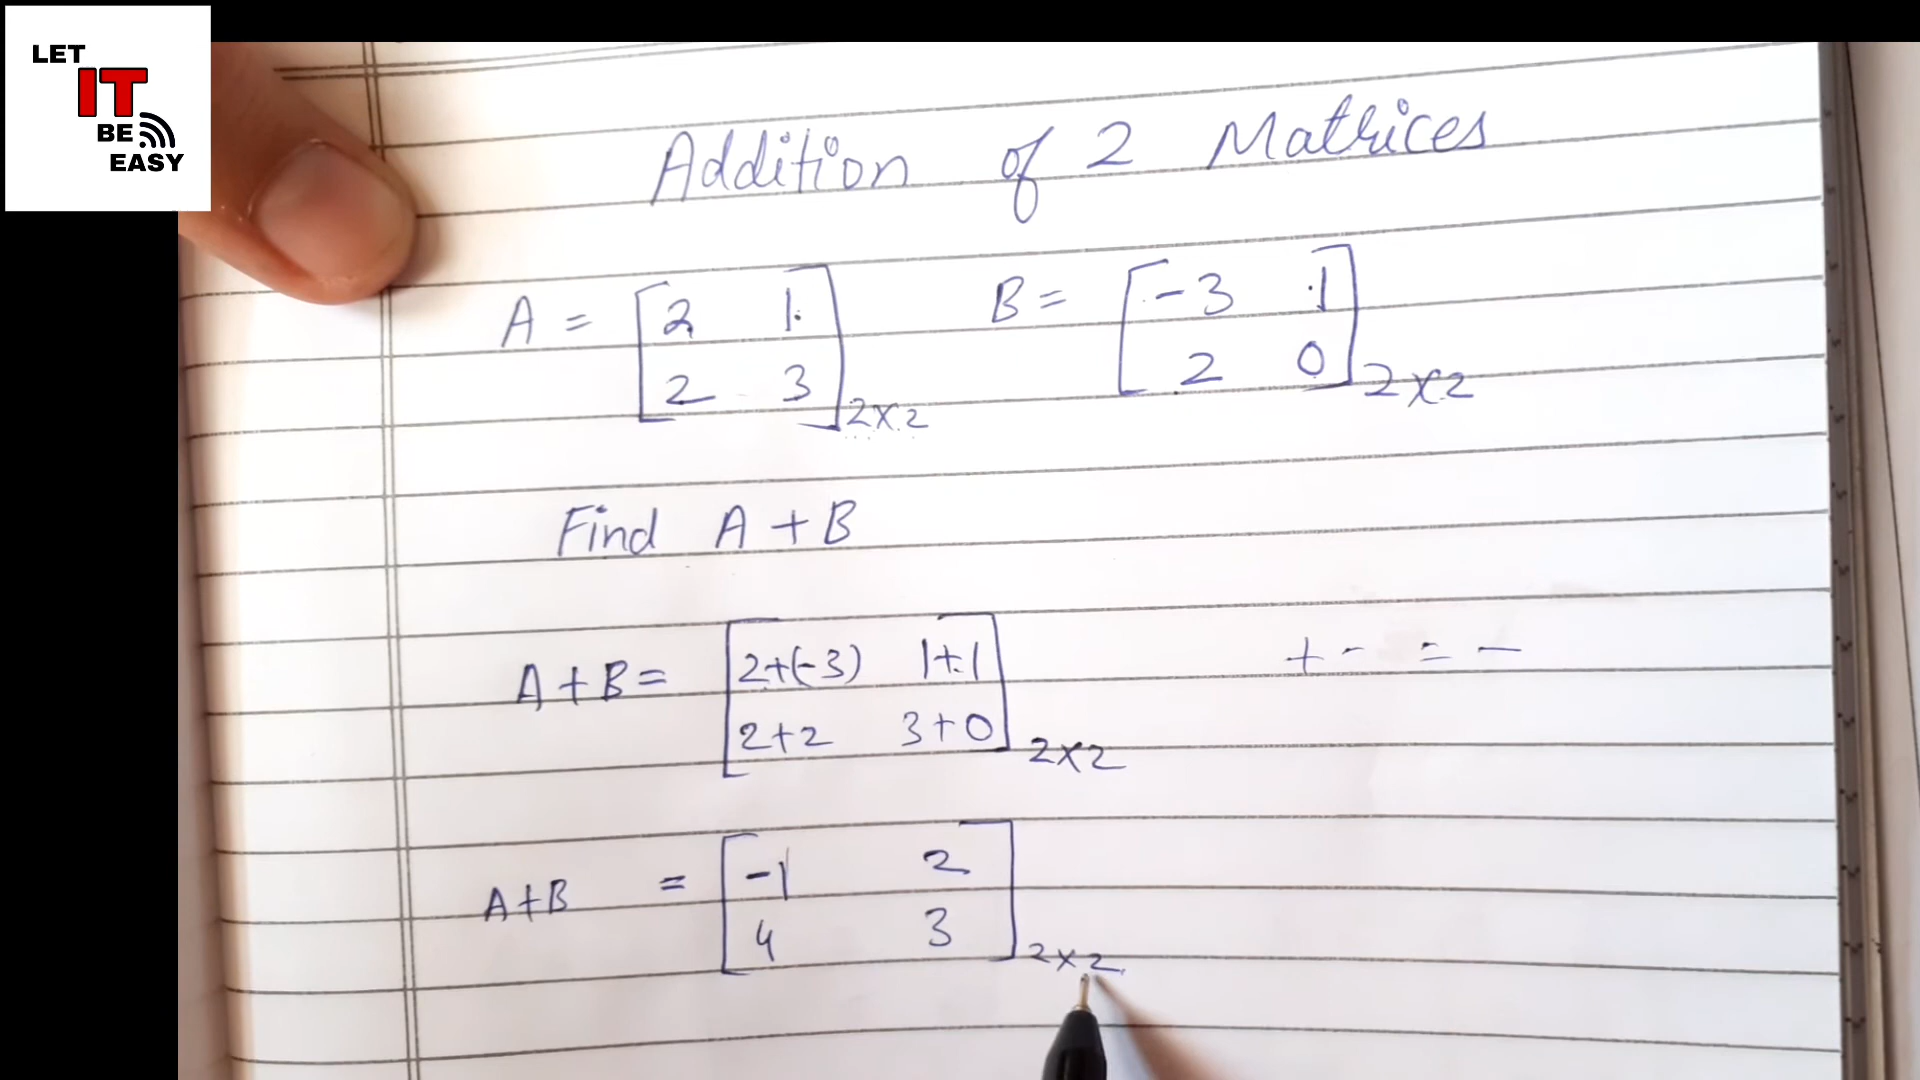 LET
IT
BE
EASY
Addition of 2 Matrices
A = [2 1 B = [-3 1
2 3]2x2 2 0]2x2
Find A + B
A + B = [2+(-3) 1+1 + - = -
2+2 3+0]2x2
A+B = [-1 2
4 3]2x2